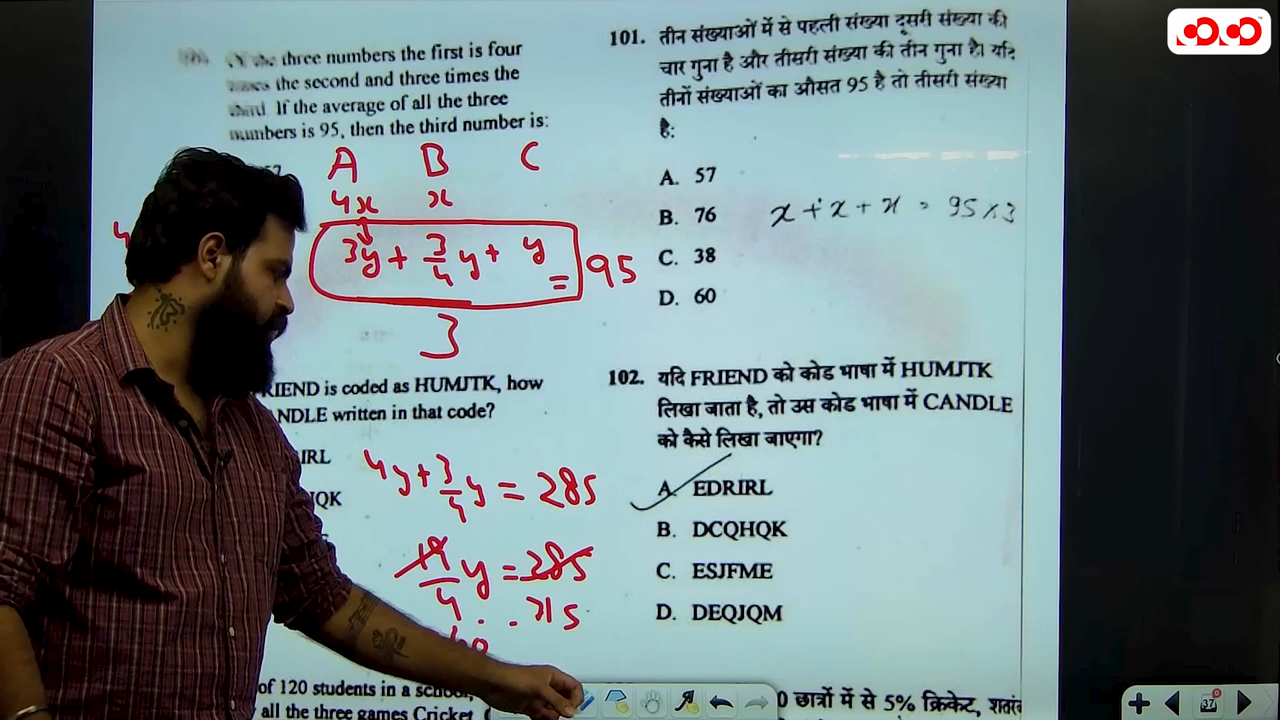 three numbers the first is four
the second and three times the
If the average of all the three
numbers is 95, then the third number is:
A B C
4x x
3y + 3/4 y + y = 95
3
IEND is coded as HUMJTK, how
NDLE written in that code?
IRL
IQK
4y + 3/4 y = 285
19/4 y = 285
15
of 120 students in a school,
all the three games Cricket
101. तीन संख्याओं में से पहली संख्या दूसरी संख्या की
चार गुना है और तीसरी संख्या की तीन गुना है। यदि
तीनों संख्याओं का औसत 95 है तो तीसरी संख्या
है:
A. 57
B. 76
x + x + x = 95 x 3
C. 38
D. 60
102. यदि FRIEND को कोड भाषा में HUMJTK
लिखा जाता है, तो उस कोड भाषा में CANDLE
को कैसे लिखा जाएगा?
A. EDRIRL
B. DCQHQK
C. ESJFME
D. DEQJQM
0 छात्रों में से 5% क्रिकेट, शतरं
37